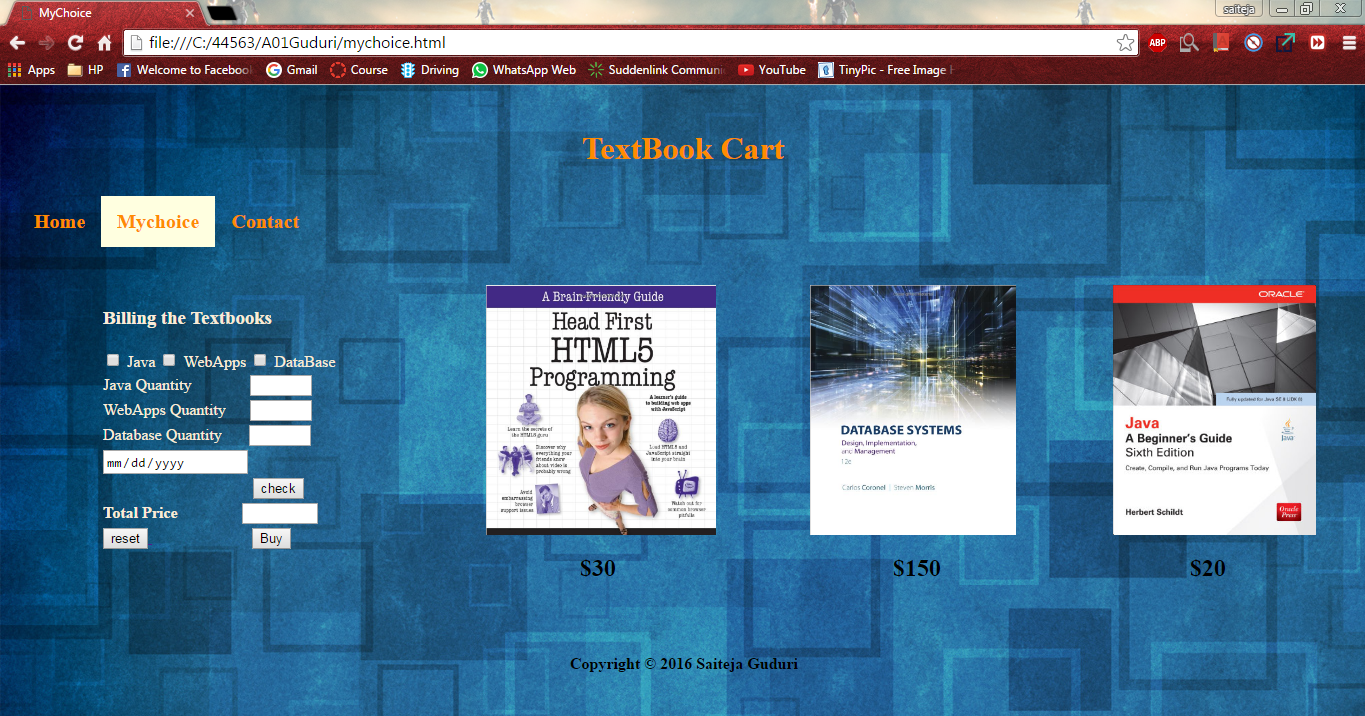 MyChoice
saiteja
file:///C:/44563/A01Guduri/mychoice.html
ABP
Apps HP Welcome to Faceboo Gmail Course Driving WhatsApp Web Suddenlink Communi YouTube TinyPic - Free Image
TextBook Cart
Home Mychoice Contact
Billing the Textbooks
Java WebApps DataBase
Java Quantity
WebApps Quantity
Database Quantity
mm/dd/yyyy
check
Total Price
reset Buy
A Brain-Friendly Guide
Head First
HTML5
Programming
A learner's guide
to building web apps
with JavaScript
Learn the secrets of
the HTML5 guru
Load HTML5 and
JavaScript straight
into your brain
Discover why
everything your
friends know
about video is
probably wrong
Avoid
embarrassing
browser
support issues
Watch out for
common browser
pitfalls
$30
DATABASE SYSTEMS
Design, Implementation,
and Management
12e
Carlos Coronel | Steven Morris
$150
ORACLE
Fully updated for Java SE 8 (JDK 8)
Java
A Beginner's Guide
Sixth Edition
Create, Compile, and Run Java Programs Today
Java
Herbert Schildt
Oracle
Press
$20
Copyright © 2016 Saiteja Guduri